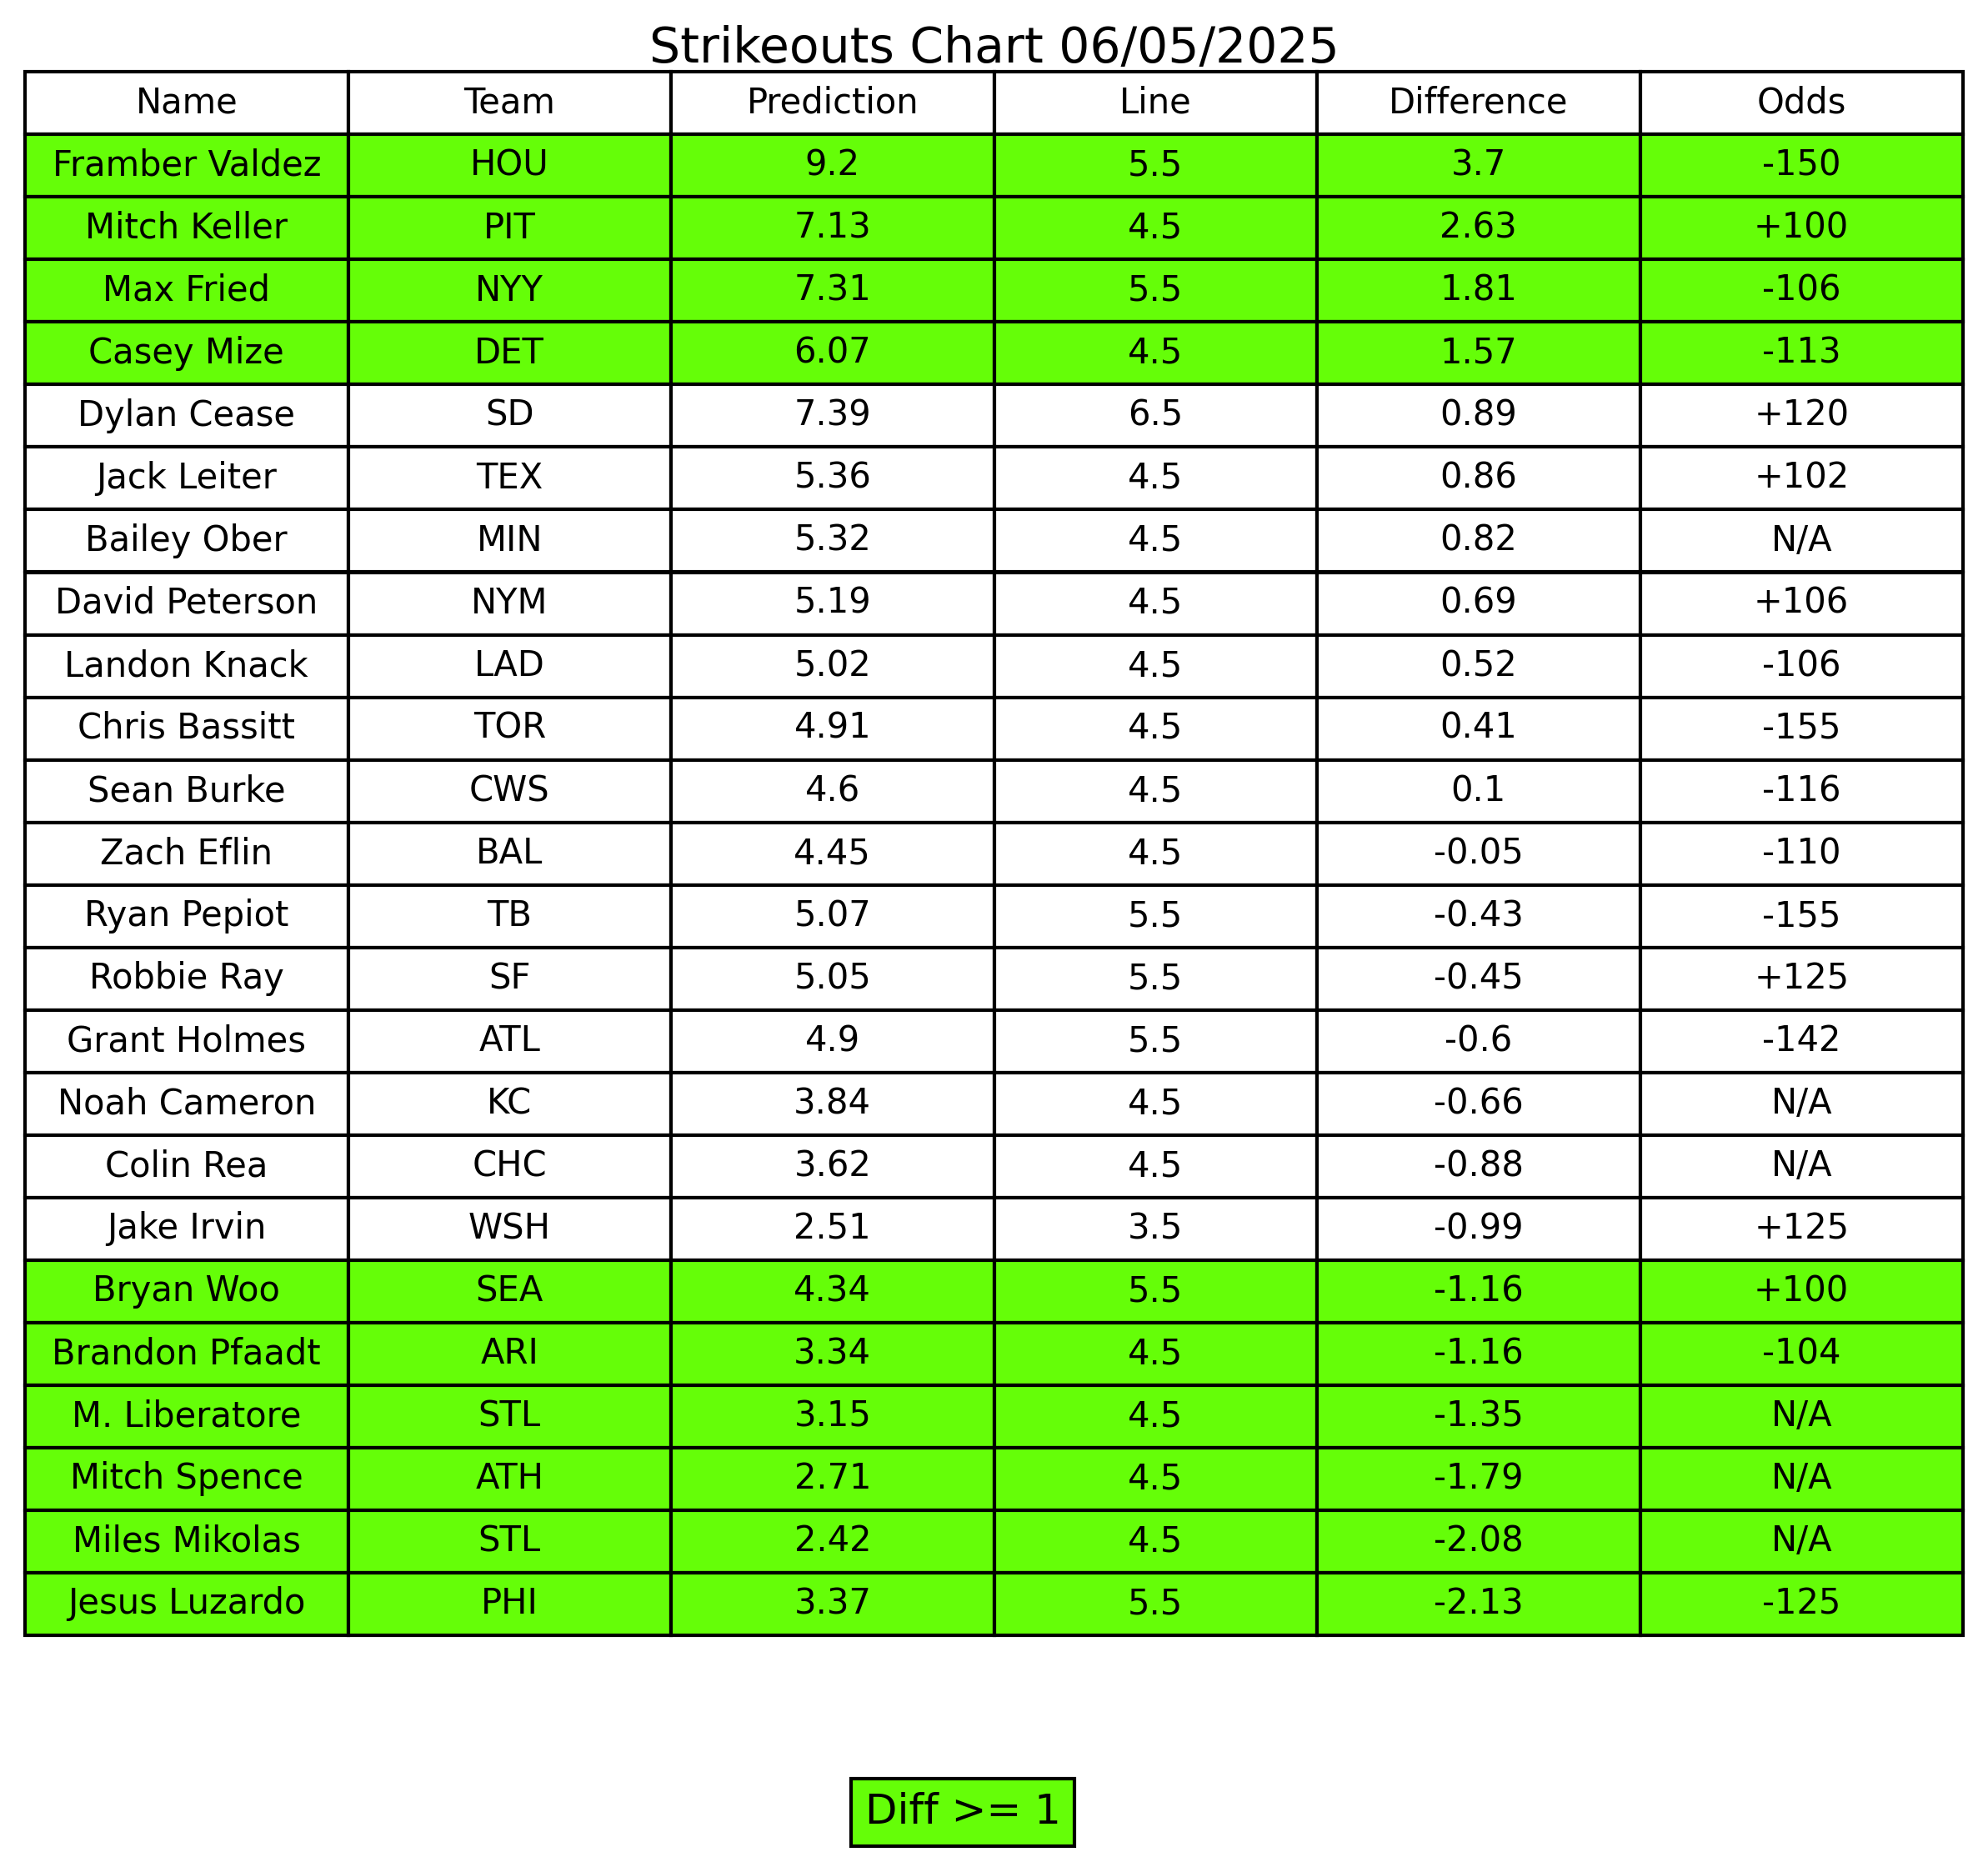 Strikeouts Chart 06/05/2025
Name Team Prediction Line Difference Odds
Framber Valdez HOU 9.2 5.5 3.7 -150
Mitch Keller PIT 7.13 4.5 2.63 +100
Max Fried NYY 7.31 5.5 1.81 -106
Casey Mize DET 6.07 4.5 1.57 -113
Dylan Cease SD 7.39 6.5 0.89 +120
Jack Leiter TEX 5.36 4.5 0.86 +102
Bailey Ober MIN 5.32 4.5 0.82 N/A
David Peterson NYM 5.19 4.5 0.69 +106
Landon Knack LAD 5.02 4.5 0.52 -106
Chris Bassitt TOR 4.91 4.5 0.41 -155
Sean Burke CWS 4.6 4.5 0.1 -116
Zach Eflin BAL 4.45 4.5 -0.05 -110
Ryan Pepiot TB 5.07 5.5 -0.43 -155
Robbie Ray SF 5.05 5.5 -0.45 +125
Grant Holmes ATL 4.9 5.5 -0.6 -142
Noah Cameron KC 3.84 4.5 -0.66 N/A
Colin Rea CHC 3.62 4.5 -0.88 N/A
Jake Irvin WSH 2.51 3.5 -0.99 +125
Bryan Woo SEA 4.34 5.5 -1.16 +100
Brandon Pfaadt ARI 3.34 4.5 -1.16 -104
M. Liberatore STL 3.15 4.5 -1.35 N/A
Mitch Spence ATH 2.71 4.5 -1.79 N/A
Miles Mikolas STL 2.42 4.5 -2.08 N/A
Jesus Luzardo PHI 3.37 5.5 -2.13 -125
Diff >= 1